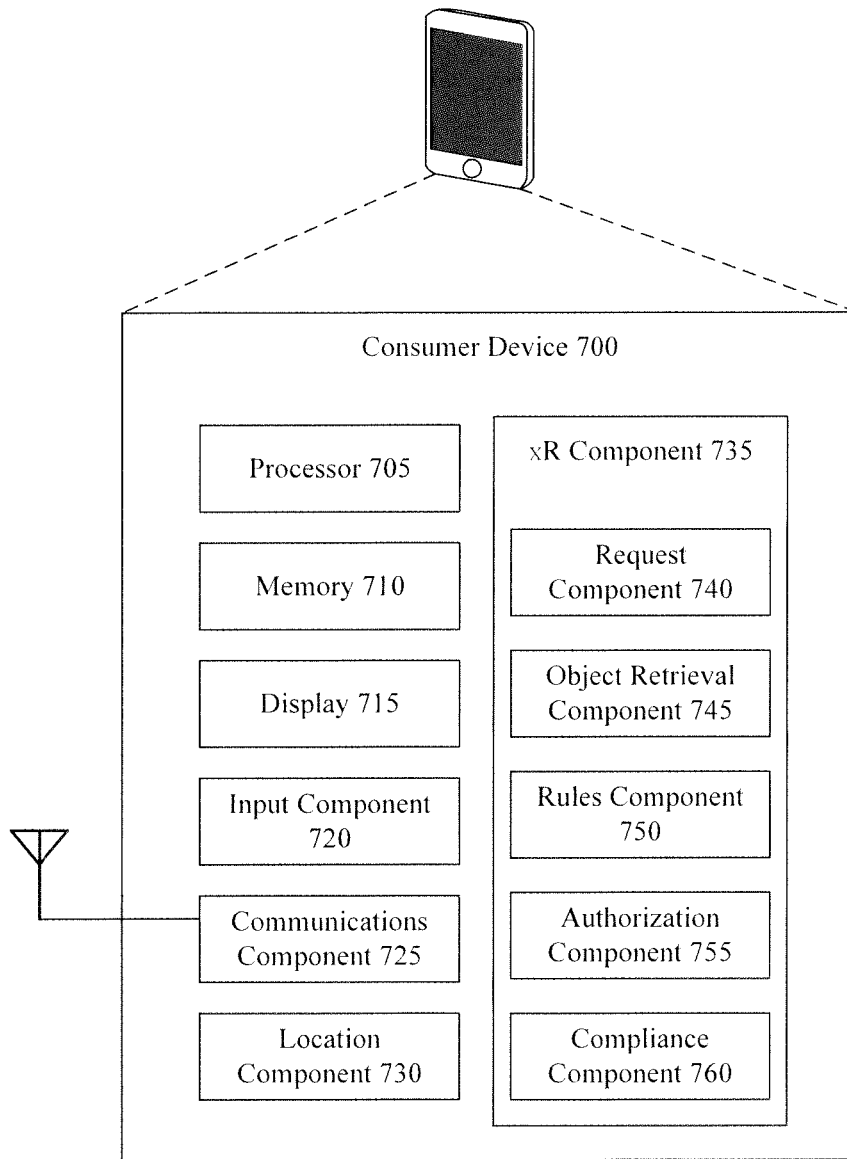 Consumer Device 700
Processor 705
Memory 710
Display 715
Input Component
720
Communications
Component 725
Location
Component 730
xR Component 735
Request
Component 740
Object Retrieval
Component 745
Rules Component
750
Authorization
Component 755
Compliance
Component 760